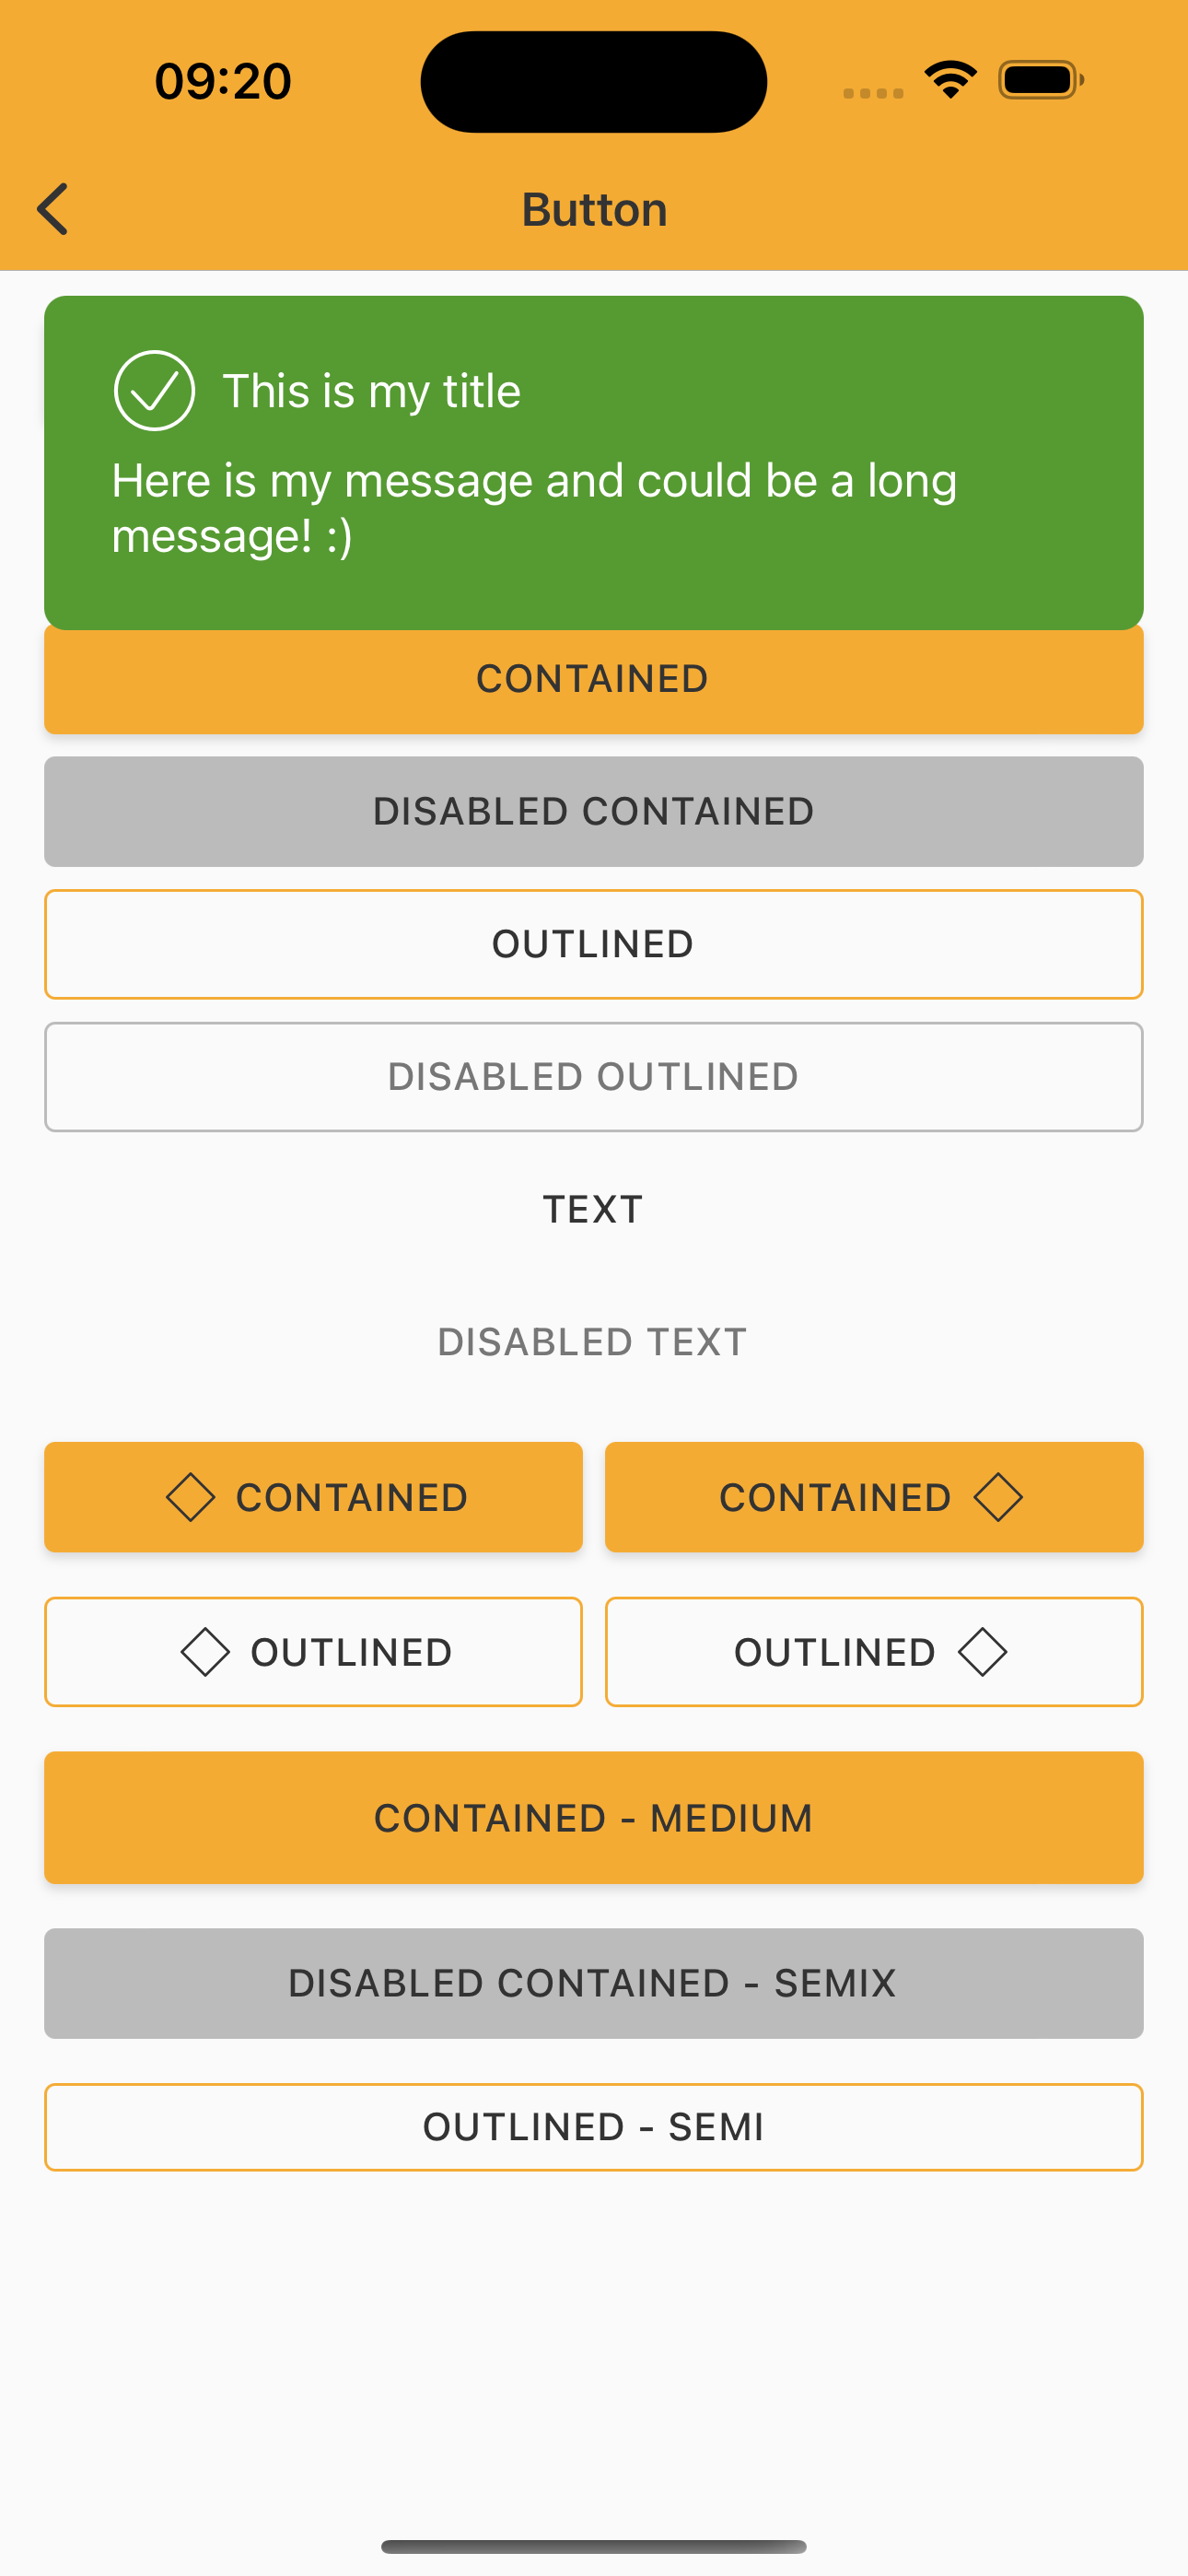 09:20
Button
This is my title
Here is my message and could be a long
message! :)
CONTAINED
DISABLED CONTAINED
OUTLINED
DISABLED OUTLINED
TEXT
DISABLED TEXT
CONTAINED
CONTAINED
OUTLINED
OUTLINED
CONTAINED - MEDIUM
DISABLED CONTAINED - SEMIX
OUTLINED - SEMI